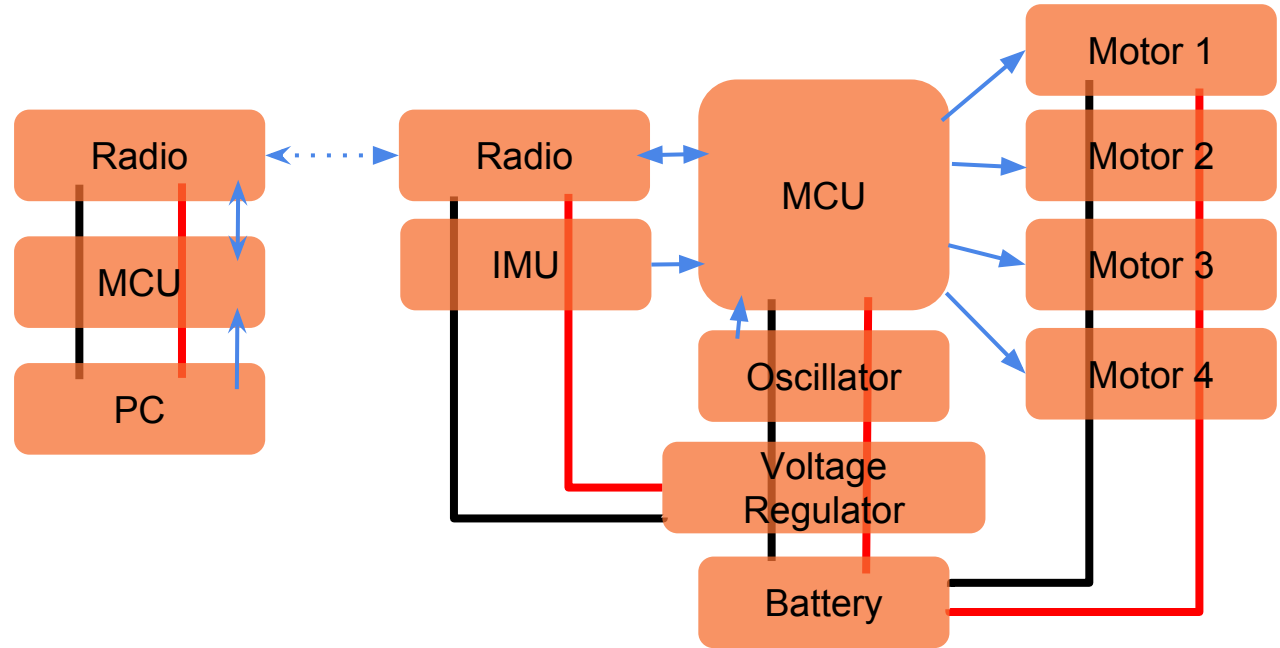 Radio
MCU
PC
Radio
IMU
MCU
Oscillator
Voltage
Regulator
Battery
Motor 1
Motor 2
Motor 3
Motor 4